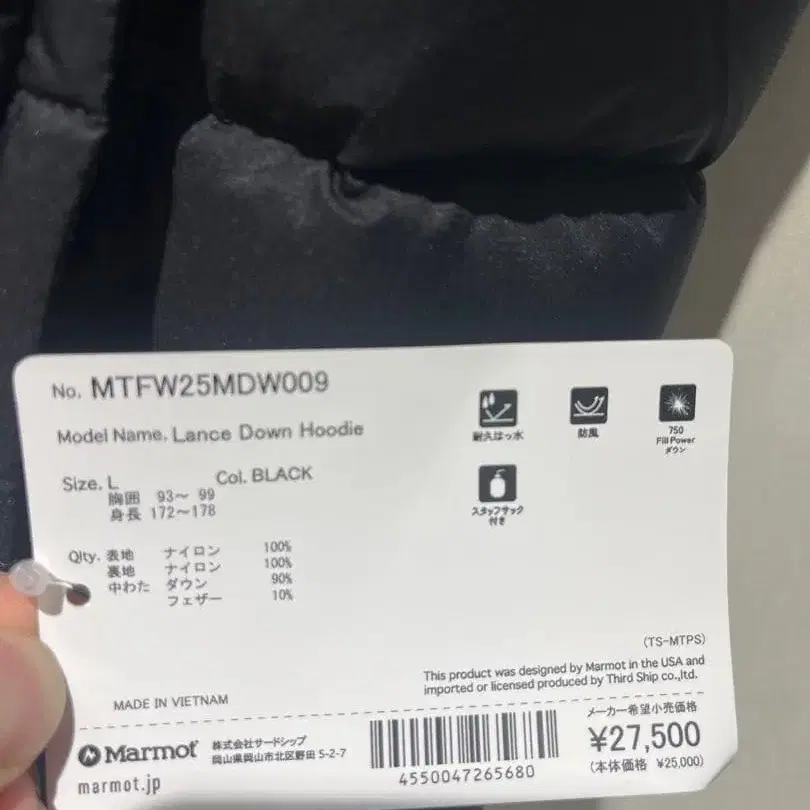 No. MTFW25MDW009
Model Name. Lance Down Hoodie
Size. L Col. BLACK
胸囲 93～ 99
身長 172～178
Qlty. 表地 ナイロン 100%
裏地 ナイロン 100%
中わた ダウン 90%
フェザー 10%
耐久はっ水
防風
750
Fill Power
ダウン
スタッフサック
付き
(TS-MTPS)
This product was designed by Marmot in the USA and
imported or licensed produced by Third Ship co.,ltd.
MADE IN VIETNAM
Marmot
marmot.jp
株式会社サードシップ
岡山県岡山市北区野田 5-2-7
4550047265680
メーカー希望小売価格
¥27,500
(本体価格 ¥25,000)